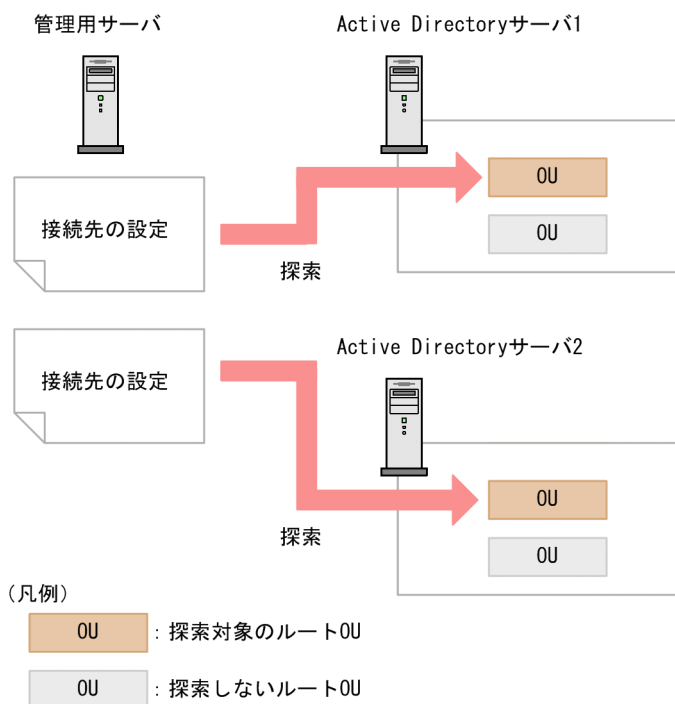 管理用サーバ
Active Directoryサーバ1
接続先の設定
OU
OU
探索
接続先の設定
Active Directoryサーバ2
OU
OU
探索
(凡例)
OU : 探索対象のルートOU
OU : 探索しないルートOU